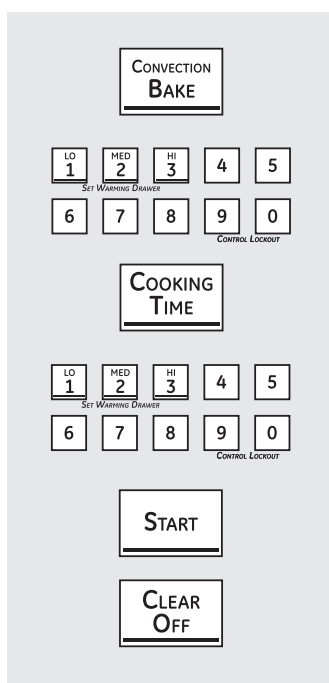 CONVECTION
BAKE
LO MED HI
1 2 3 4 5
SET WARMING DRAWER
6 7 8 9 0
CONTROL LOCKOUT
COOKING
TIME
LO MED HI
1 2 3 4 5
SET WARMING DRAWER
6 7 8 9 0
CONTROL LOCKOUT
START
CLEAR
OFF